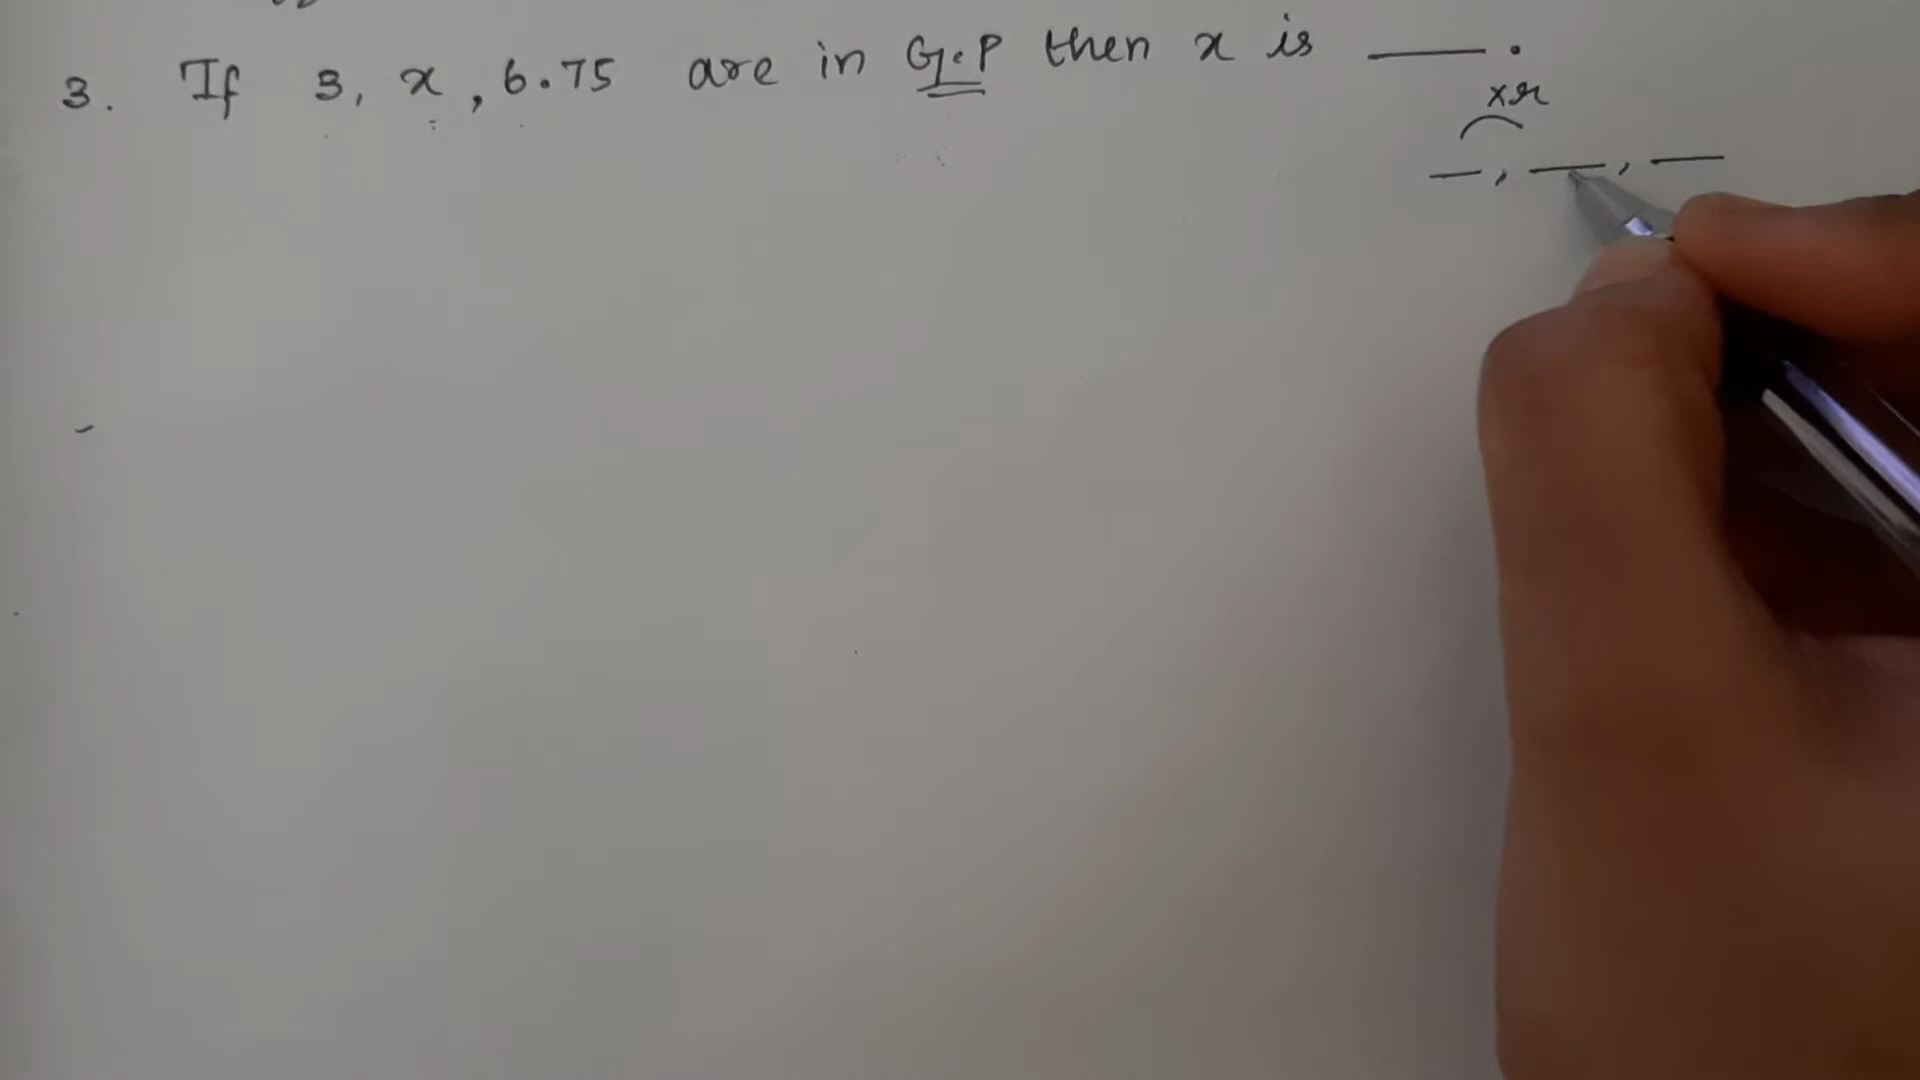 3. If 3, x, 6.75 are in G.P then x is ___.
×r
_, _, _